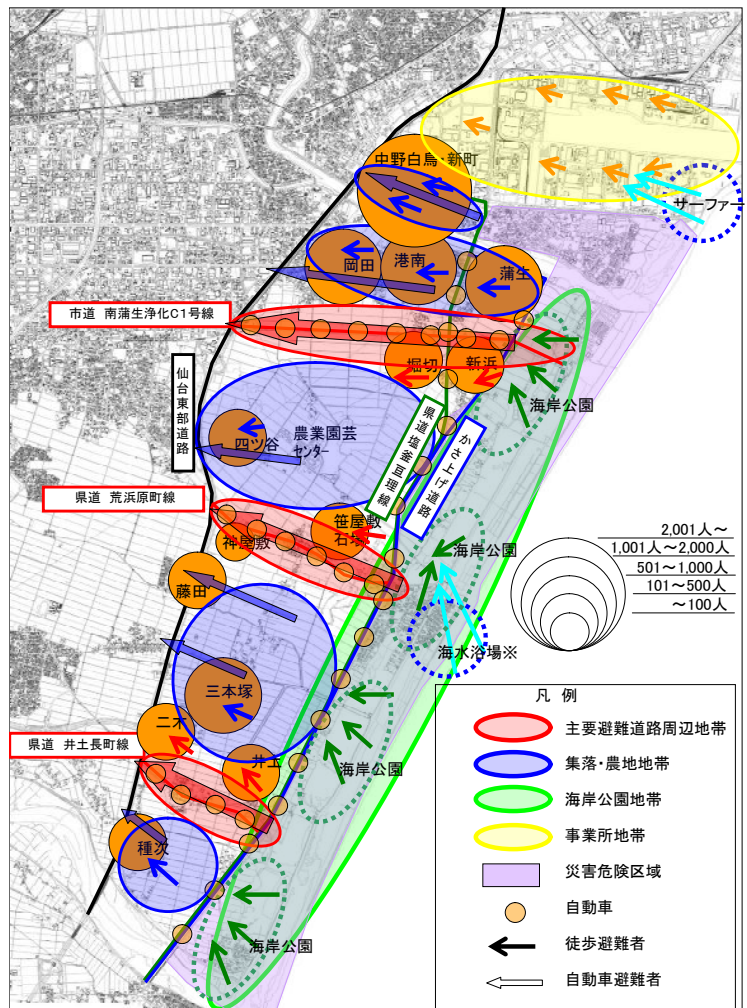 中野白鳥・新町
サーファー
岡田
港南
蒲生
市道 南蒲生浄化C1号線
堀切
新浜
海岸公園
仙台東部道路
県道塩釜亘理線
かさ上げ道路
四ツ谷
農業園芸
センター
県道 荒浜原町線
笹屋敷
石場
神屋敷
海岸公園
藤田
海水浴場※
2,001人～
1,001人～2,000人
501～1,000人
101～500人
～100人
三本塚
二木
県道 井土長町線
井土
海岸公園
種次
海岸公園
凡 例
主要避難道路周辺地帯
集落・農地地帯
海岸公園地帯
事業所地帯
災害危険区域
自動車
徒歩避難者
自動車避難者